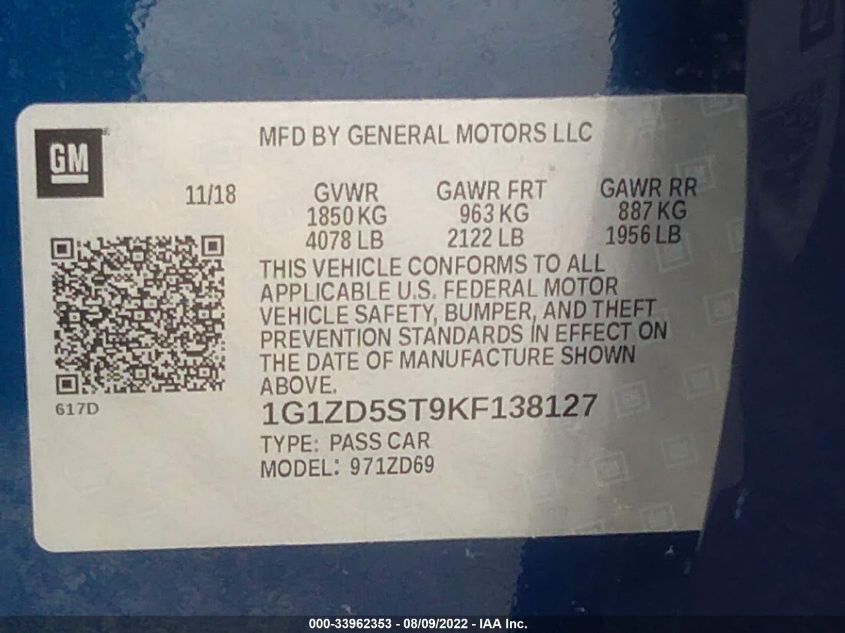 MFD BY GENERAL MOTORS LLC
GM®
11/18
GVWR GAWR FRT GAWR RR
1850 KG 963 KG 887 KG
4078 LB 2122 LB 1956 LB
THIS VEHICLE CONFORMS TO ALL
APPLICABLE U.S. FEDERAL MOTOR
VEHICLE SAFETY, BUMPER, AND THEFT
PREVENTION STANDARDS IN EFFECT ON
THE DATE OF MANUFACTURE SHOWN
ABOVE.
617D
1G1ZD5ST9KF138127
TYPE: PASS CAR
MODEL: 971ZD69
000-33962353 - 08/09/2022 - IAA Inc.